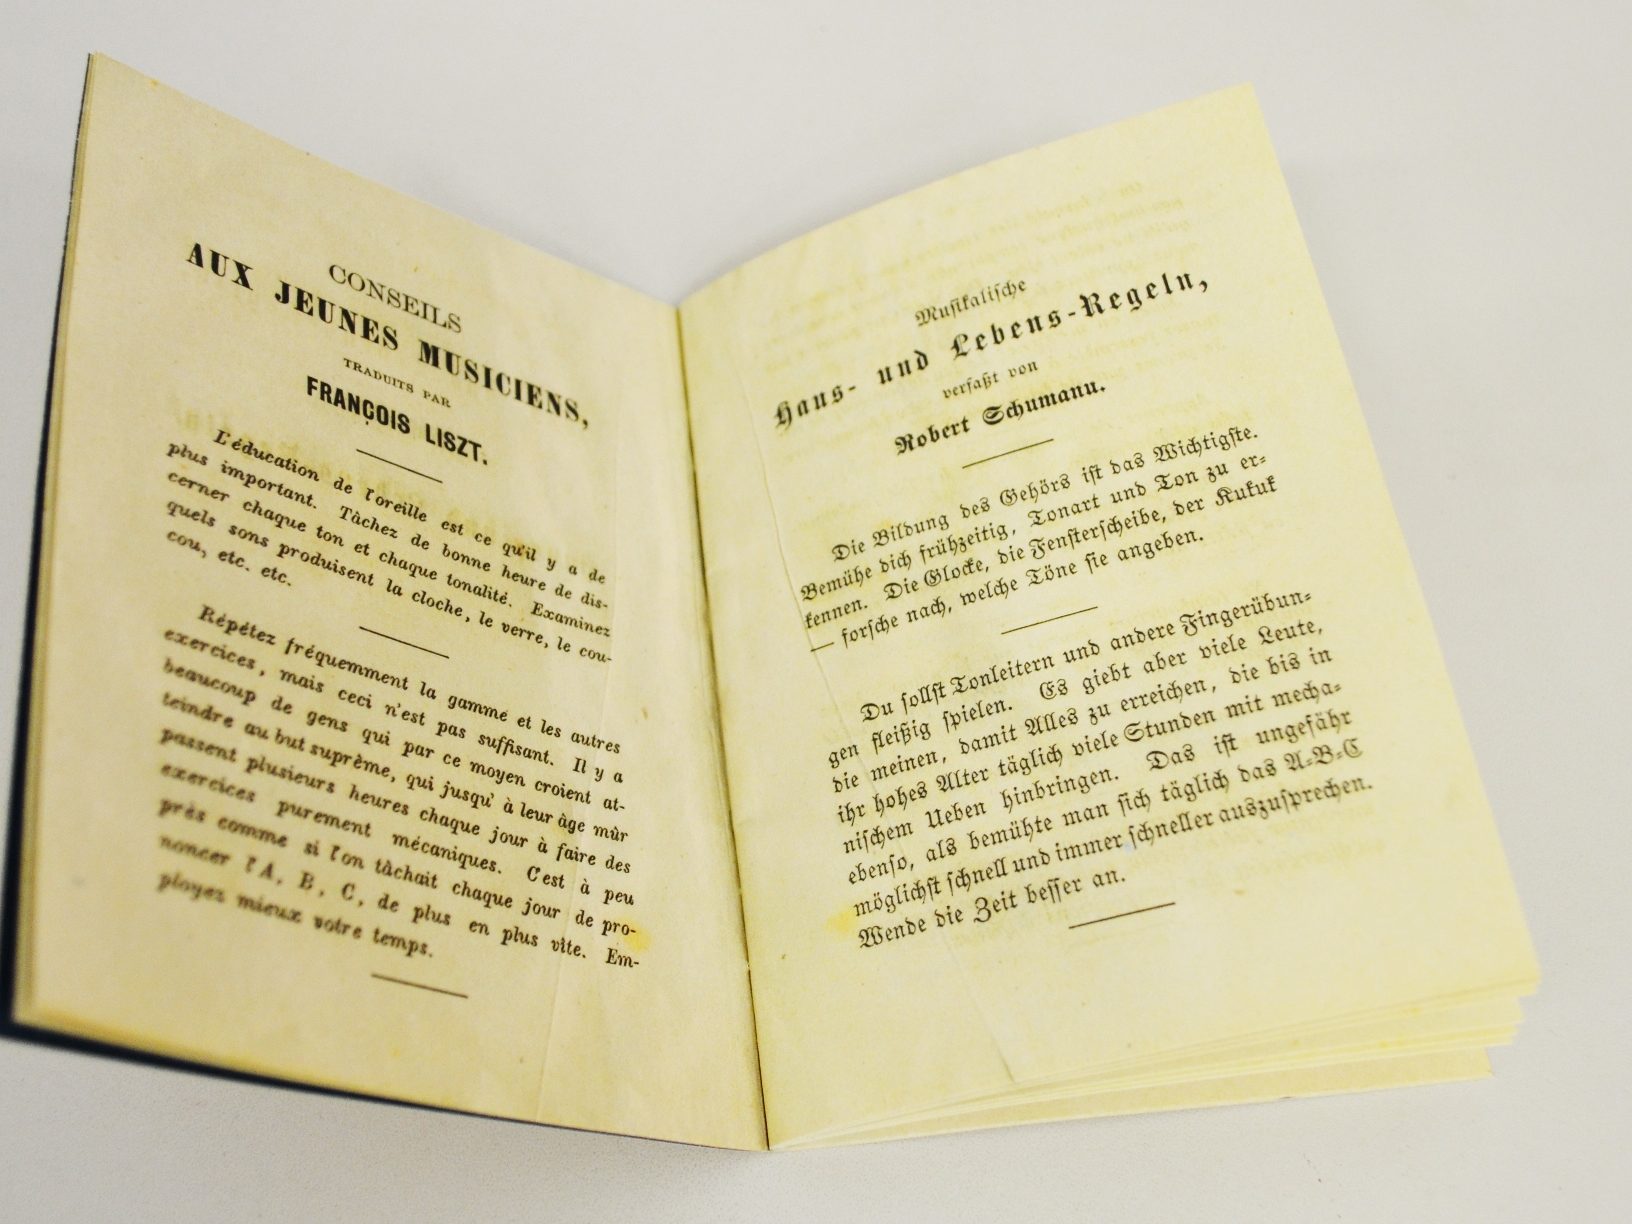 CONSEILS
AUX JEUNES MUSICIENS,
TRADUITS PAR
FRANÇOIS LISZT.
L'éducation de l'oreille est ce qu'il y a de
plus important. Tâchez de bonne heure de dis-
cerner chaque ton et chaque tonalité. Examinez
quels sons produisent la cloche, le verre, le cou-
cou, etc. etc.
Répétez fréquemment la gamme et les autres
exercices, mais ceci n'est pas suffisant. Il y a
beaucoup de gens qui par ce moyen croient at-
teindre au but suprême, qui jusqu' à leur âge mûr
passent plusieurs heures chaque jour à faire des
exercices purement mécaniques. C'est à peu
près comme si l'on tâchait chaque jour de pro-
noncer l'A, B, C, de plus en plus vite. Em-
ployez mieux votre temps.
Musikalische
Haus- und Lebens-Regeln,
verfaßt von
Robert Schumann.
Die Bildung des Gehörs ist das Wichtigste.
Bemühe dich frühzeitig, Tonart und Ton zu er-
kennen. Die Glocke, die Fensterscheibe, der Kukuk
— forsche nach, welche Töne sie angeben.
Du sollst Tonleitern und andere Fingerübun-
gen fleißig spielen. Es giebt aber viele Leute,
die meinen, damit Alles zu erreichen, die bis in
ihr hohes Alter täglich viele Stunden mit mecha-
nischem Ueben hinbringen. Das ist ungefähr
ebenso, als bemühte man sich täglich das A-B-C
möglichst schnell und immer schneller auszusprechen.
Wende die Zeit besser an.